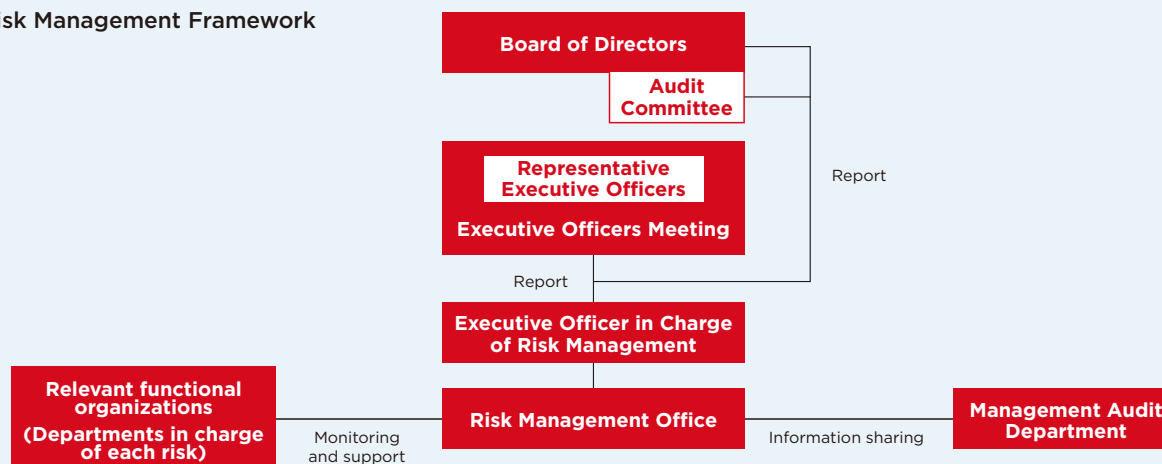 isk Management Framework
Board of Directors
Audit
Committee
Representative
Executive Officers
Executive Officers Meeting
Report
Report
Executive Officer in Charge
of Risk Management
Relevant functional
organizations
(Departments in charge
of each risk)
Monitoring
and support
Risk Management Office
Information sharing
Management Audit
Department